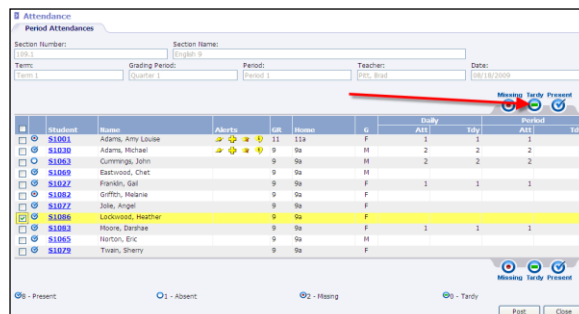 Attendance
Period Attendances
Section Number: Section Name:
189.1 English 9
Term: Grading Period: Period: Teacher: Date:
Term 1 Quarter 1 Period 1 Pitt, Brad 08/18/2009
Missing Tardy Present
Daily Period
Student Name Alerts GR Home G Att Tdy Att Td
S1001 Adams, Amy Louise 11 11a F 1 1 1
S1030 Adams, Michael 9 9a M 2 2 2
S1063 Cummings, John 9 9a M 2 2 2
S1069 Eastwood, Chet 9 9a M
S1027 Franklin, Gail 9 9a F 1 1 1
S1082 Griffith, Melanie 9 9a F
S1077 Jolie, Angel 9 9a F
S1086 Lockwood, Heather 9 9a F
S1083 Moore, Darshae 9 9a F 1 1 1
S1065 Norton, Eric 9 9a M
S1079 Twain, Sherry 9 9a F
Missing Tardy Present
8 - Present 1 - Absent 2 - Missing 0 - Tardy
Post Close